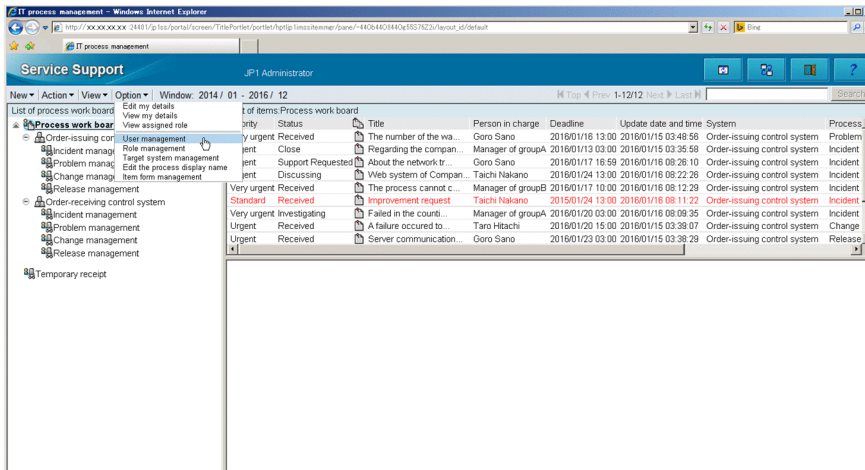 IT process management - Windows Internet Explorer
IT process management
Bing
Service Support
JP1 Administrator
?
New Action View Option Window: 2014 / 01 - 2016 / 12
Top Prev 1-12/12 Next Last
Search
List of process work board
t of items:Process work board
Edit my details
View my details
View assigned role
User management
Role management
Target system management
Edit the process display name
Item form management
Process work boar
Order-issuing con
Incident manag
Problem manag
Change manag
Release management
Order-receiving control system
Incident management
Problem management
Change management
Release management
Temporary receipt
ority Status Title Person in charge Deadline Update date and time System Process
ry urgent Received The number of the wa... Goro Sano 2016/01/16 13:00 2016/01/15 03:48:56 Order-issuing control system Problem
ent Close Regarding the compan... Manager of groupA 2016/01/13 03:00 2016/01/15 03:35:58 Order-issuing control system Incident
ent Support Requested About the network tr... Goro Sano 2016/01/17 16:59 2016/01/16 08:26:10 Order-issuing control system Incident
ent Discussing Web system of Compan... Taichi Nakano 2016/01/24 13:00 2016/01/16 08:22:26 Order-issuing control system Incident
Very urgent Received The process cannot c... Manager of groupB 2016/01/17 10:00 2016/01/16 08:12:29 Order-issuing control system Incident
Standard Received Improvement request Taichi Nakano 2015/01/24 13:00 2016/01/16 08:11:22 Order-issuing control system Incident
Very urgent Investigating Failed in the counti... Manager of groupA 2016/01/20 03:00 2016/01/16 08:09:35 Order-issuing control system Incident
Urgent Received A failure occured to... Taro Hitachi 2016/01/20 15:00 2016/01/15 03:39:07 Order-issuing control system Change
Urgent Received Server communication... Goro Sano 2016/01/23 03:00 2016/01/15 03:38:29 Order-issuing control system Release